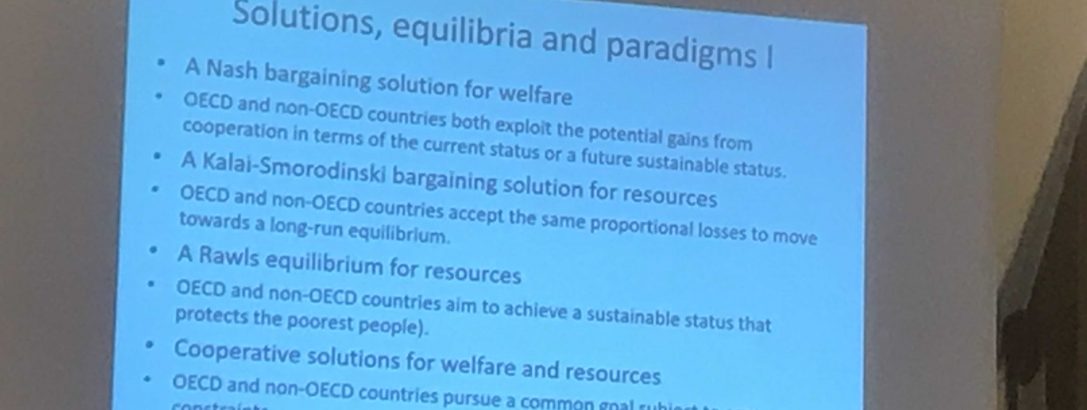 Solutions, equilibria and paradigms I
• A Nash bargaining solution for welfare
• OECD and non-OECD countries both exploit the potential gains from
cooperation in terms of the current status or a future sustainable status.
• A Kalai-Smorodinski bargaining solution for resources
• OECD and non-OECD countries accept the same proportional losses to move
towards a long-run equilibrium.
• A Rawls equilibrium for resources
• OECD and non-OECD countries aim to achieve a sustainable status that
protects the poorest people).
• Cooperative solutions for welfare and resources
• OECD and non-OECD countries pursue a common goal subject to